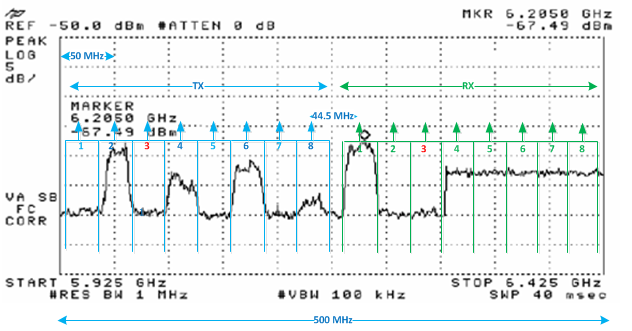 MKR 6.2050 GHz
REF -50.0 dBm #ATTEN 0 dB -67.49 dBm
PEAK
LOG
5
dB/
50 MHz
TX
RX
MARKER
6.2050 GHz
-67.49 dBm
44.5 MHz
1 2 3 4 5 6 7 8 1 2 3 4 5 6 7 8
VA SB
FC
CORR
START 5.925 GHz STOP 6.425 GHz
#RES BW 1 MHz #VBW 100 kHz SWP 40 msec
500 MHz